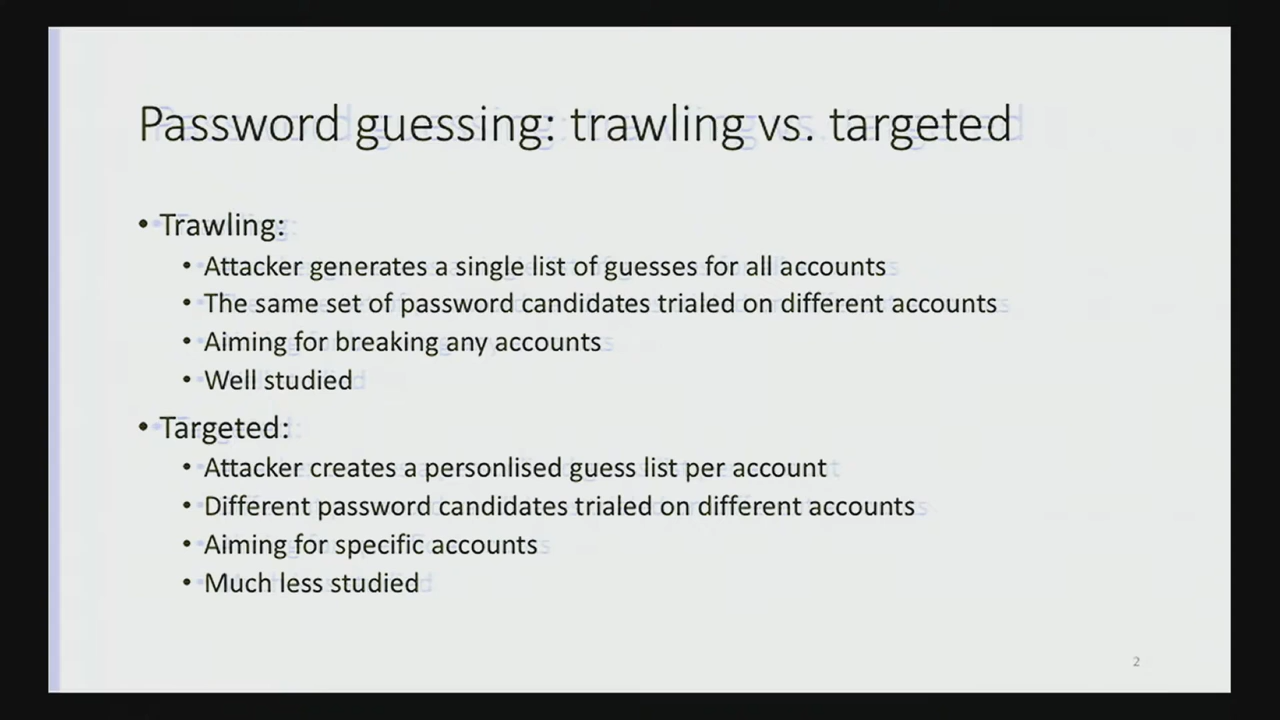 Password guessing: trawling vs. targeted
• Trawling:
• Attacker generates a single list of guesses for all accounts
• The same set of password candidates trialed on different accounts
• Aiming for breaking any accounts
• Well studied
• Targeted:
• Attacker creates a personlised guess list per account
• Different password candidates trialed on different accounts
• Aiming for specific accounts
• Much less studied
2